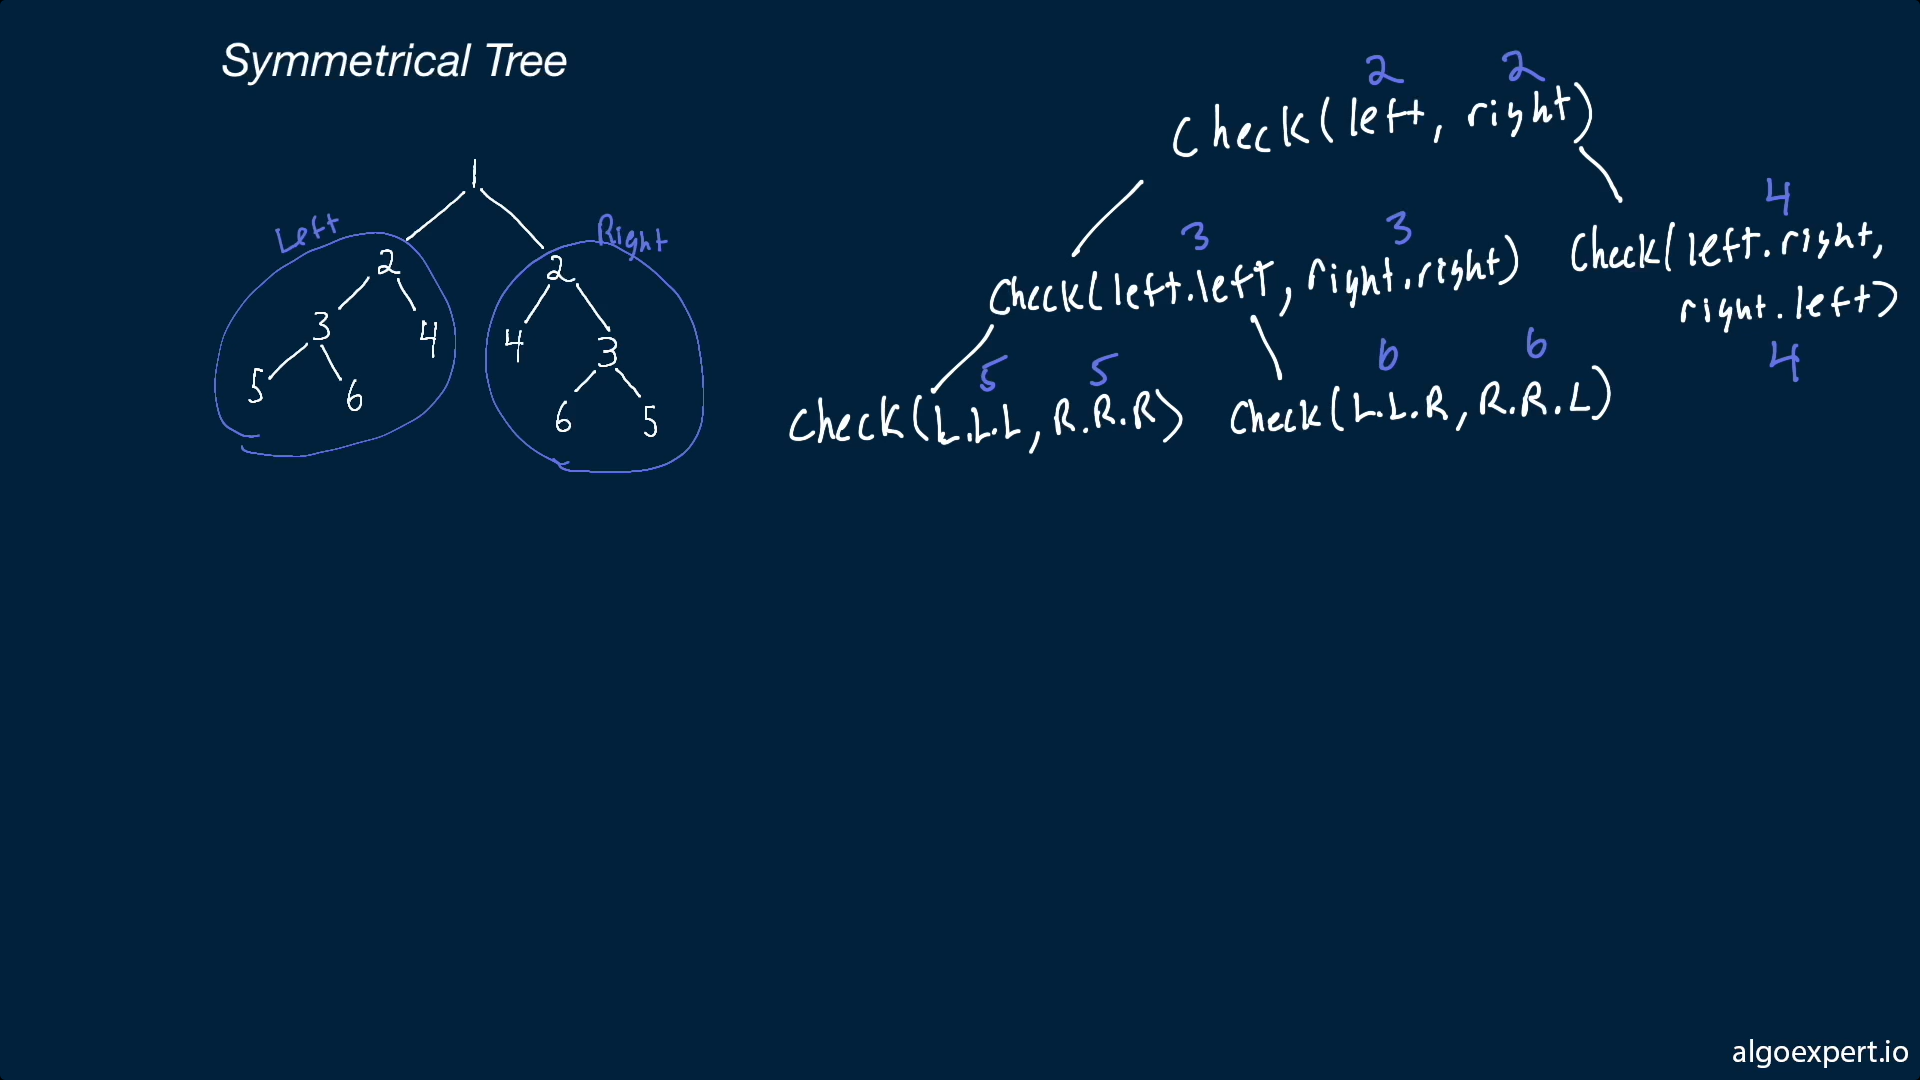 Symmetrical Tree
1
Left
Right
2 2
3 4 4 3
5 6 6 5
2 2
Check(left, right)
3 3
Check(left.left, right.right)
4
Check(left.right,
right.left)
4
5 5
Check(L.L.L, R.R.R)
6 6
Check(L.L.R, R.R.L)
algoexpert.io